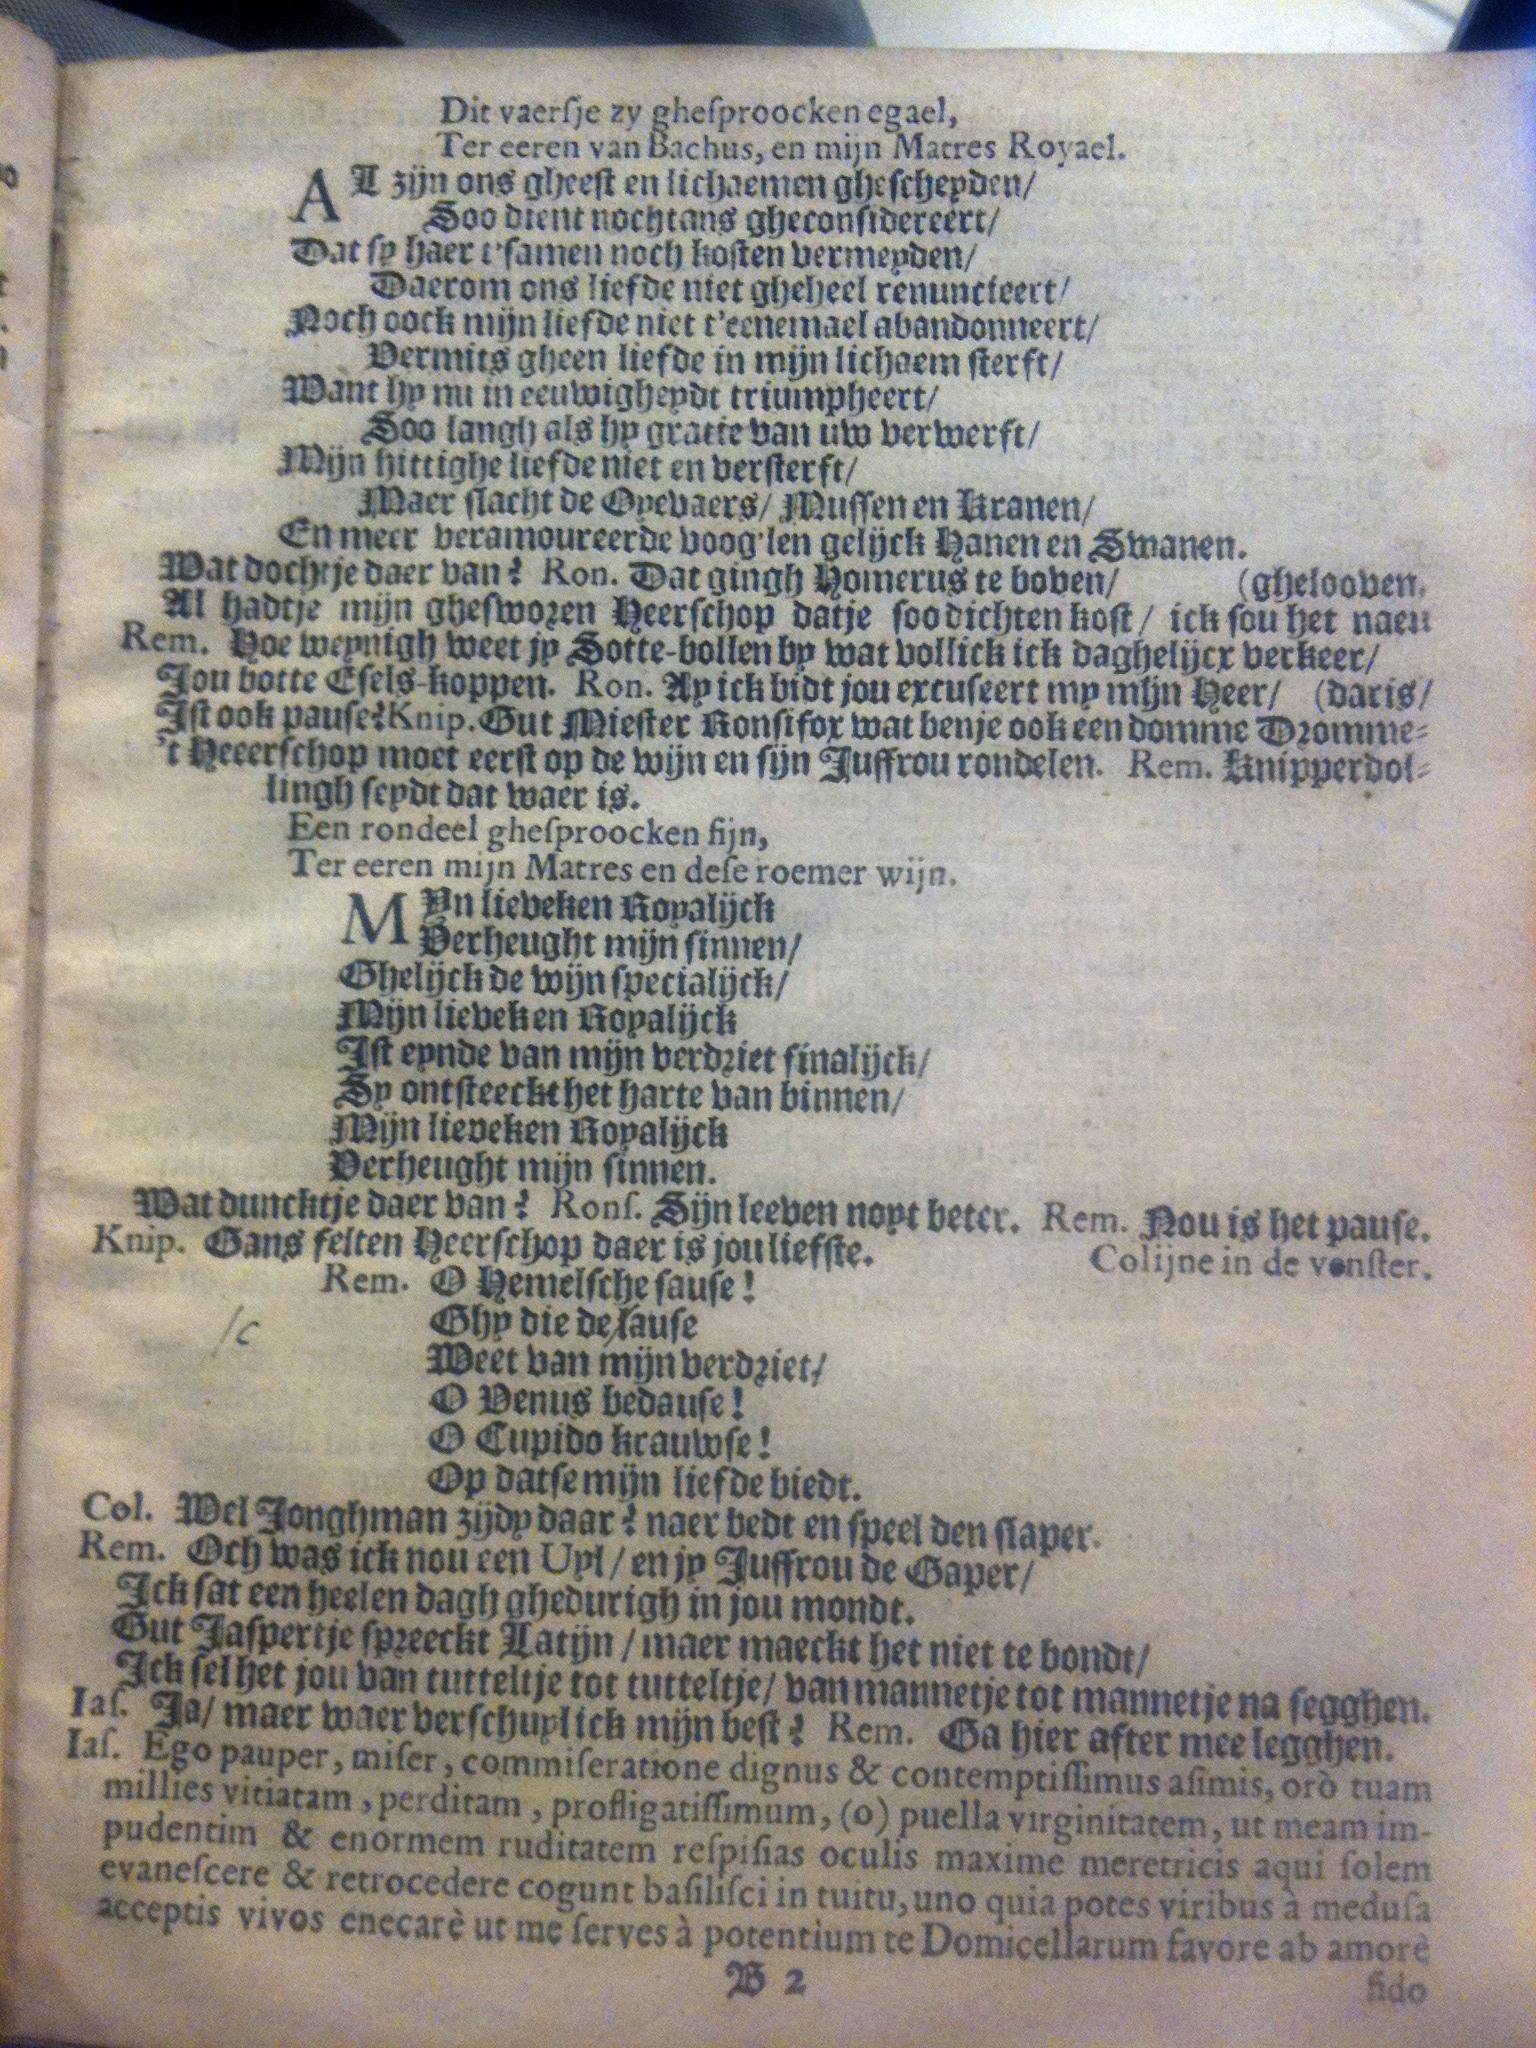 Dit vaersje zy ghesproocken egael,
Ter eeren van Bachus, en mijn Matres Royael.
AL zijn ons gheest en lichaemen ghescheyden/
Soo dient nochtans gheconsidereert/
Dat sy haer t'samen noch kosten vermeyden/
Daerom ons liefde niet gheheel renuncieert/
Noch oock mijn liefde niet t'eenemael abandonneert/
Vermits gheen liefde in mijn lichaem sterft/
Want hy nu in eeuwigheydt triumpheert/
Soo langh als hy gratie van uw verwerft/
Mijn hittighe liefde niet en versterft/
Maer slacht de Oyevaers/ Mussen en Kranen/
En meer veramoureerde voog'len gelijck Hanen en Swanen.
Wat dochtje daer van? Ron. Dat gingh Homerus te boven/ (ghelooven,
Al hadtje mijn ghesworen Heerschop datje soo dichten kost/ ick sou het naeu
Rem. Hoe weynigh weet jy Sotte-bollen by wat vollick ick daghelijcx verkeer/
Jou botte Esels-koppen. Ron. Ay ick bidt jou excuseert my mijn Heer/ (daris/
Ist ook pause? Knip. Gut Miester Ronsifox wat benje ook een domme Dromme-
't Heeerschop moet eerst op de wijn en sijn Juffrou rondelen. Rem. Knipperdol-
lingh seydt dat waer is.
Een rondeel ghesproocken fijn,
Ter eeren mijn Matres en dese roemer wijn.
MYn lieveken Royalijck
Verheught mijn sinnen/
Ghelijck de wijn specialijck/
Mijn lieveken Royalijck
Ist eynde van mijn verdriet finalijck/
Sy ontsteeckt het harte van binnen/
Mijn lieveken Royalijck
Verheught mijn sinnen.
Wat duncktje daer van? Rons. Sijn leeven noyt beter. Rem. Nou is het pause.
Knip. Gans felten Heerschop daer is jou liefste. Colijne in de venster.
Rem. O Hemelsche sause!
/c Ghy die de lause
Weet van mijn verdriet/
O Venus bedause!
O Cupido krauwse!
Op datse mijn liefde biedt.
Col. Wel Jonghman zijdy daar? naer bedt en speel den slaper.
Rem. Och was ick nou een Uyl/ en jy Juffrou de Gaper/
Ick sat een heelen dagh ghedurigh in jou mondt.
Gut Jaspertje spreeckt Latijn/ maer maeckt het niet te bondt/
Ick sel het jou van tutteltje tot tutteltje/ van mannetje tot mannetje na segghen.
Ias. Ja/ maer waer verschuyl ick mijn best? Rem. Ga hier after mee legghen.
Ias. Ego pauper, miser, commiseratione dignus & contemptissimus asimis, orò tuam
millies vitiatam, perditam, profligatissimum, (o) puella virginitatem, ut meam im-
pudentim & enormem ruditatem respisias oculis maxime meretricis aqui solem
evanescere & retrocedere cogunt basilisci in tuitu, uno quia potes viribus à medusa
acceptis vivos enecarè ut me serves à potentium te Domicellarum favore ab amorè
B 2 fido